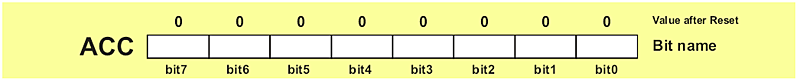 0 0 0 0 0 0 0 0 Value after Reset
ACC Bit name
bit7 bit6 bit5 bit4 bit3 bit2 bit1 bit0